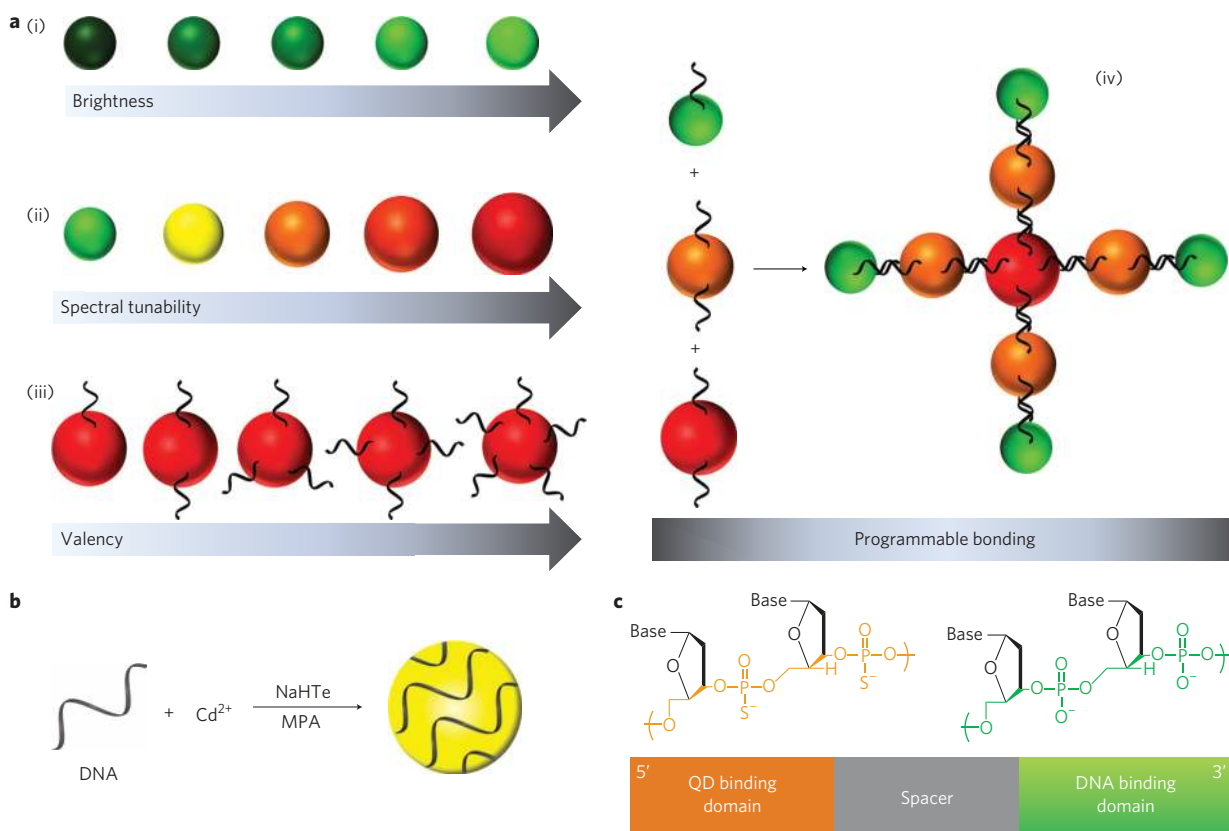 a (i)
Brightness
(ii)
Spectral tunability
(iii)
Valency
+
+
(iv)
Programmable bonding
b
DNA
+
Cd²⁺
NaHTe
MPA
c
Base
Base
O
O
O
O
P
O
S⁻
O
H
O
P
O
S⁻
O
Base
Base
O
O
O
O
P
O
O⁻
O
H
O
P
O
O⁻
O
5′
QD binding
domain
Spacer
DNA binding
domain
3′